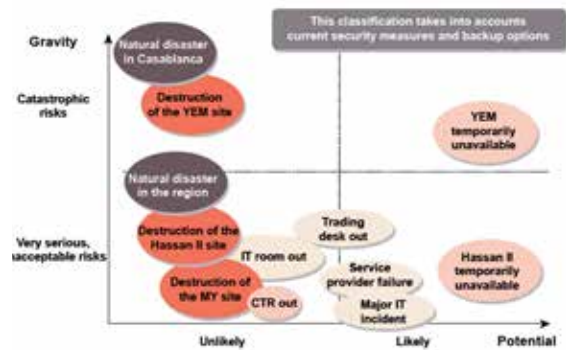 This classification takes into accounts
current security measures and backup options
Gravity
Natural disaster
in Casablanca
Catastrophic
risks
Destruction
of the YEM site
YEM
temporarily
unavailable
Natural disaster
in the region
Very serious,
nacceptable risks
Destruction of the
Hassan II site
Trading
desk out
IT room out
Hassan II
temporarily
unavailable
Destruction of
the MY site
CTR out
Service
provider failure
Major IT
incident
Unlikely
Likely
Potential